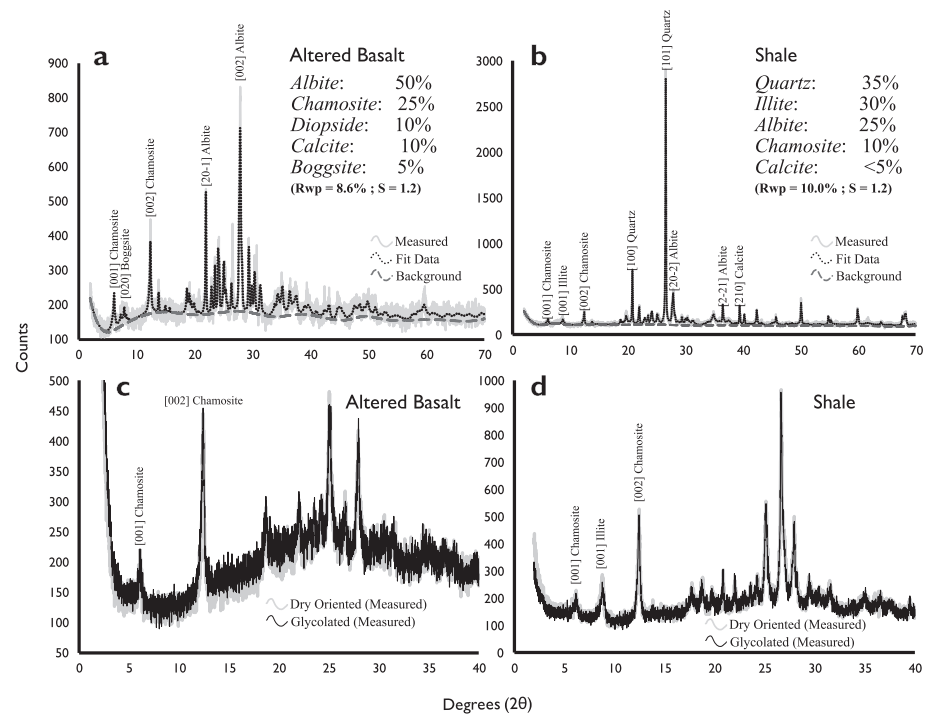 a
Altered Basalt
Albite: 50%
Chamosite: 25%
Diopside: 10%
Calcite: 10%
Boggsite: 5%
(Rwp = 8.6% ; S = 1.2)
[001] Chamosite
[020] Boggsite
[002] Chamosite
[20-1] Albite
[002] Albite
Measured
Fit Data
Background
900
800
700
600
500
400
300
200
100
0 10 20 30 40 50 60 70
b
Shale
Quartz: 35%
Illite: 30%
Albite: 25%
Chamosite: 10%
Calcite: <5%
(Rwp = 10.0% ; S = 1.2)
[001] Chamosite
[001] Illite
[002] Chamosite
[100] Quartz
[101] Quartz
[20-2] Albite
[2-21] Albite
[210] Calcite
Measured
Fit Data
Background
3000
2500
2000
1500
1000
500
0
0 10 20 30 40 50 60 70
Counts
c
Altered Basalt
[001] Chamosite
[002] Chamosite
Dry Oriented (Measured)
Glycolated (Measured)
500
450
400
350
300
250
200
150
100
50
0 5 10 15 20 25 30 35 40
d
Shale
[001] Chamosite
[001] Illite
[002] Chamosite
Dry Oriented (Measured)
Glycolated (Measured)
1000
900
800
700
600
500
400
300
200
100
0
0 5 10 15 20 25 30 35 40
Degrees (2θ)